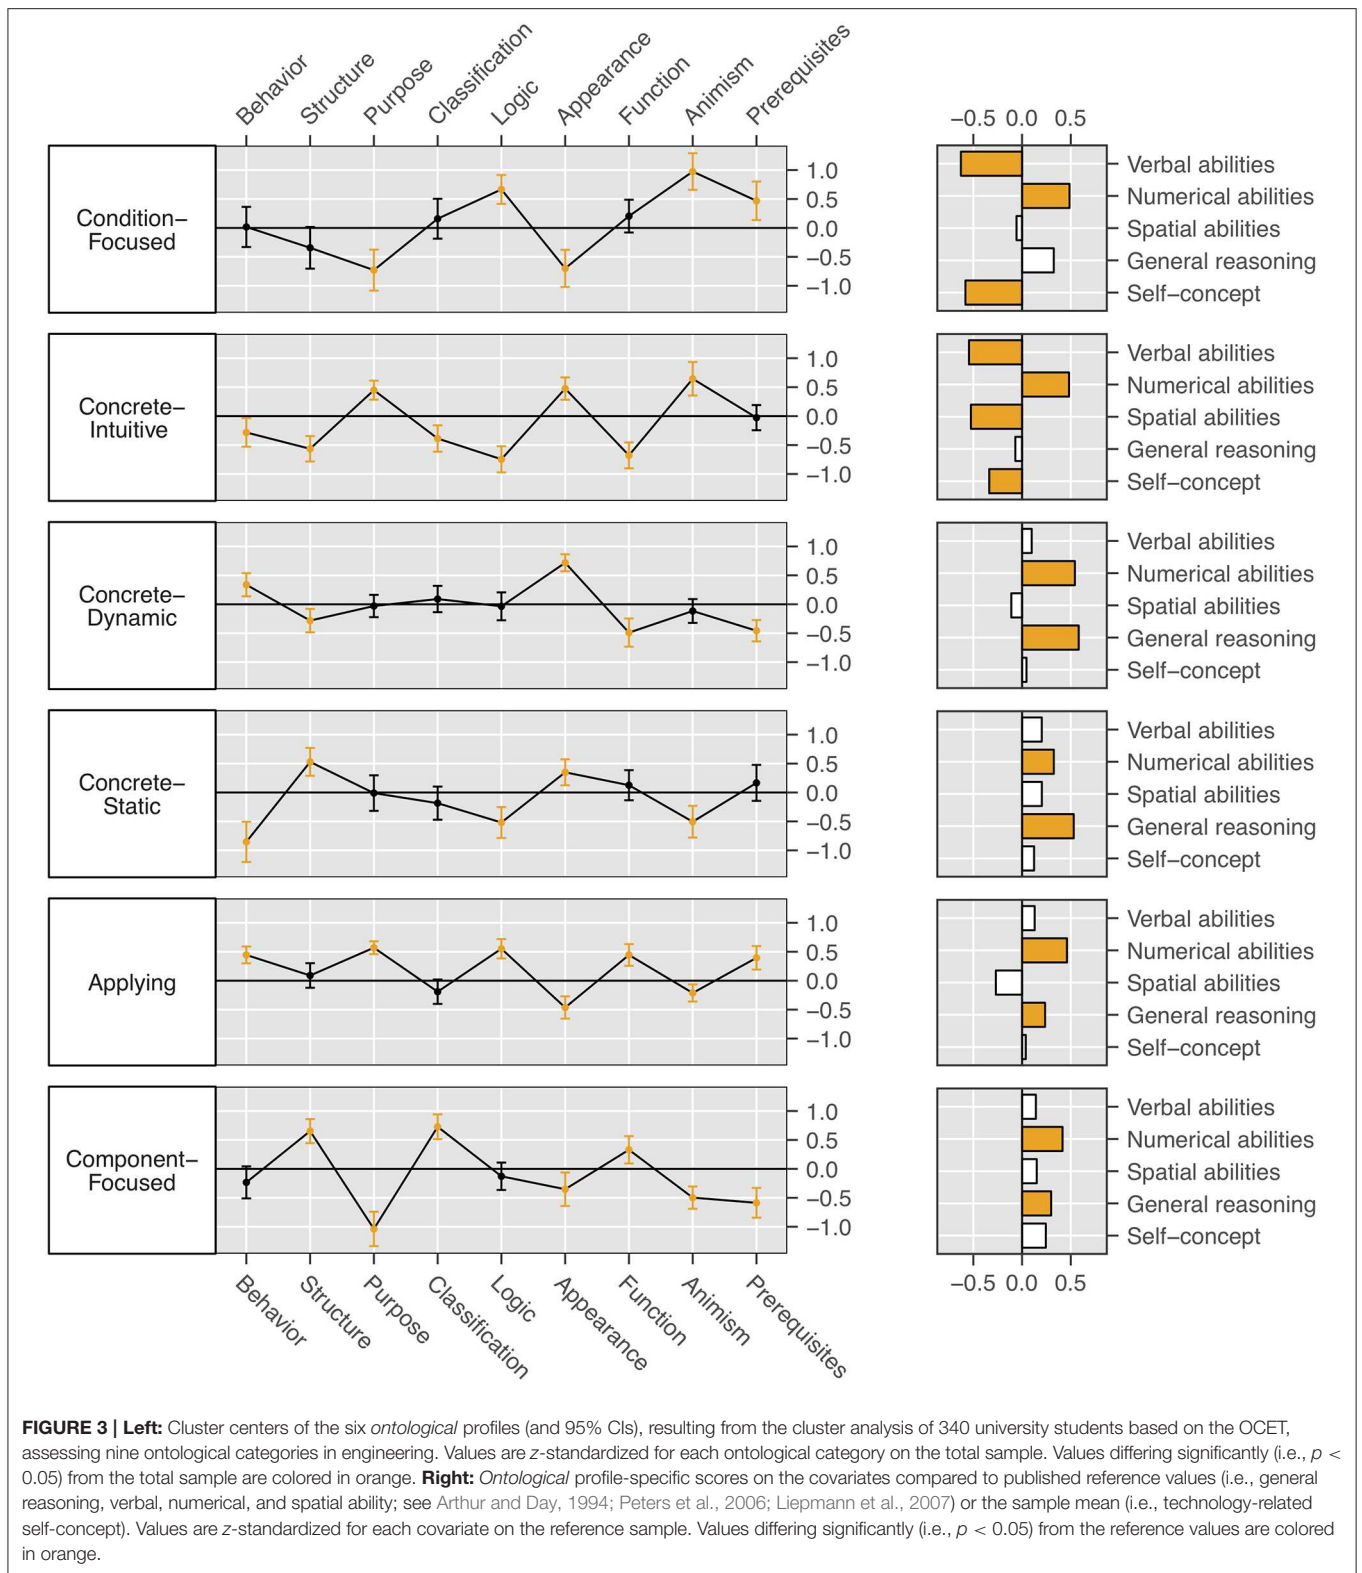 Behavior
Structure
Purpose
Classification
Logic
Appearance
Function
Animism
Prerequisites
−0.5 0.0 0.5
Condition−
Focused
1.0
0.5
0.0
−0.5
−1.0
Verbal abilities
Numerical abilities
Spatial abilities
General reasoning
Self−concept
Concrete−
Intuitive
1.0
0.5
0.0
−0.5
−1.0
Verbal abilities
Numerical abilities
Spatial abilities
General reasoning
Self−concept
Concrete−
Dynamic
1.0
0.5
0.0
−0.5
−1.0
Verbal abilities
Numerical abilities
Spatial abilities
General reasoning
Self−concept
Concrete−
Static
1.0
0.5
0.0
−0.5
−1.0
Verbal abilities
Numerical abilities
Spatial abilities
General reasoning
Self−concept
Applying
1.0
0.5
0.0
−0.5
−1.0
Verbal abilities
Numerical abilities
Spatial abilities
General reasoning
Self−concept
Component−
Focused
1.0
0.5
0.0
−0.5
−1.0
Verbal abilities
Numerical abilities
Spatial abilities
General reasoning
Self−concept
−0.5 0.0 0.5
Behavior
Structure
Purpose
Classification
Logic
Appearance
Function
Animism
Prerequisites
FIGURE 3 | Left: Cluster centers of the six ontological profiles (and 95% CIs), resulting from the cluster analysis of 340 university students based on the OCET,
assessing nine ontological categories in engineering. Values are z-standardized for each ontological category on the total sample. Values differing significantly (i.e., p <
0.05) from the total sample are colored in orange. Right: Ontological profile-specific scores on the covariates compared to published reference values (i.e., general
reasoning, verbal, numerical, and spatial ability; see Arthur and Day, 1994; Peters et al., 2006; Liepmann et al., 2007) or the sample mean (i.e., technology-related
self-concept). Values are z-standardized for each covariate on the reference sample. Values differing significantly (i.e., p < 0.05) from the reference values are colored
in orange.